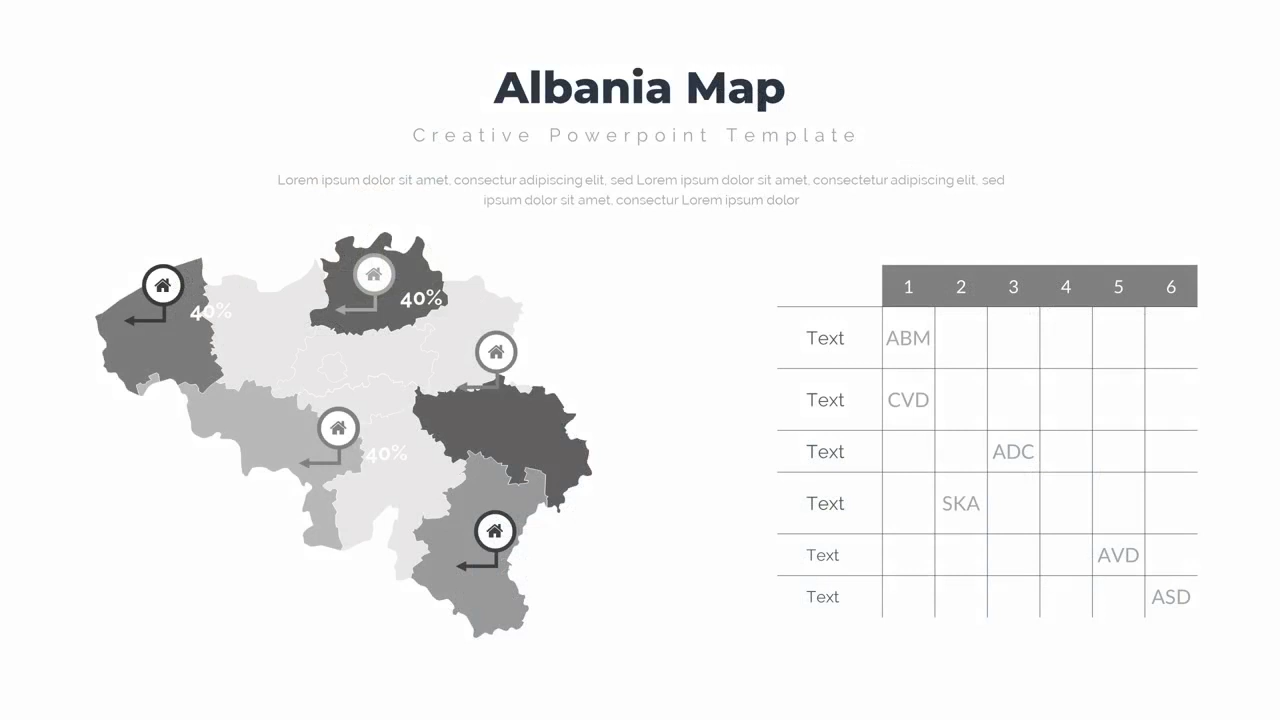 Albania Map
Creative Powerpoint Template
Lorem ipsum dolor sit amet, consectur adipiscing elit, sed Lorem ipsum dolor sit amet, consectetur adipiscing elit, sed
ipsum dolor sit amet, consectur Lorem ipsum dolor
40%
40%
40%
1 2 3 4 5 6
Text ABM
Text CVD
Text ADC
Text SKA
Text AVD
Text ASD